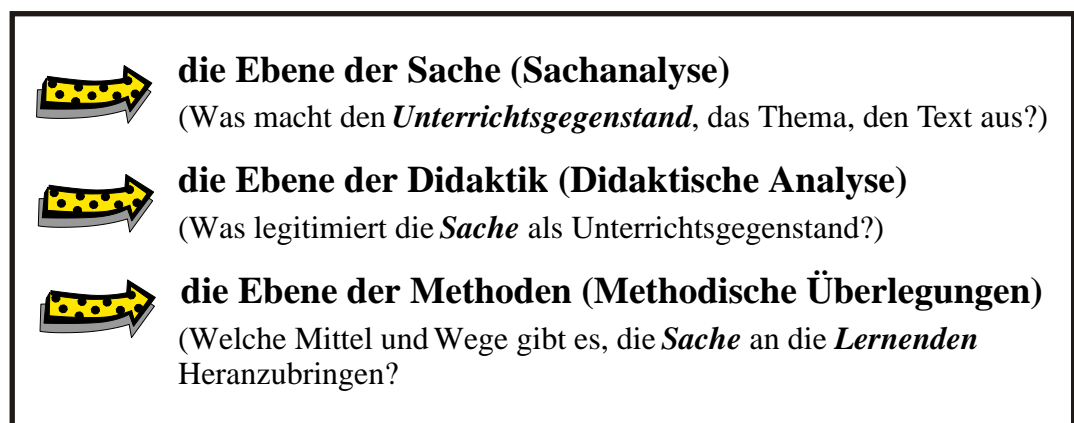 die Ebene der Sache (Sachanalyse)
(Was macht den Unterrichtsgegenstand, das Thema, den Text aus?)
die Ebene der Didaktik (Didaktische Analyse)
(Was legitimiert die Sache als Unterrichtsgegenstand?)
die Ebene der Methoden (Methodische Überlegungen)
(Welche Mittel und Wege gibt es, die Sache an die Lernenden
Heranzubringen?